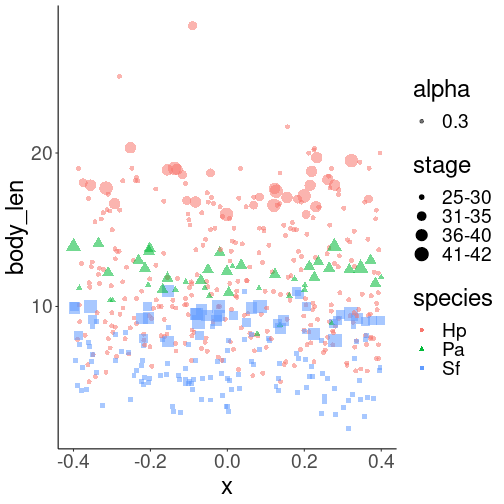 body_len
20
10
-0.4 -0.2 0.0 0.2 0.4
x
alpha
0.3
stage
25-30
31-35
36-40
41-42
species
Hp
Pa
Sf